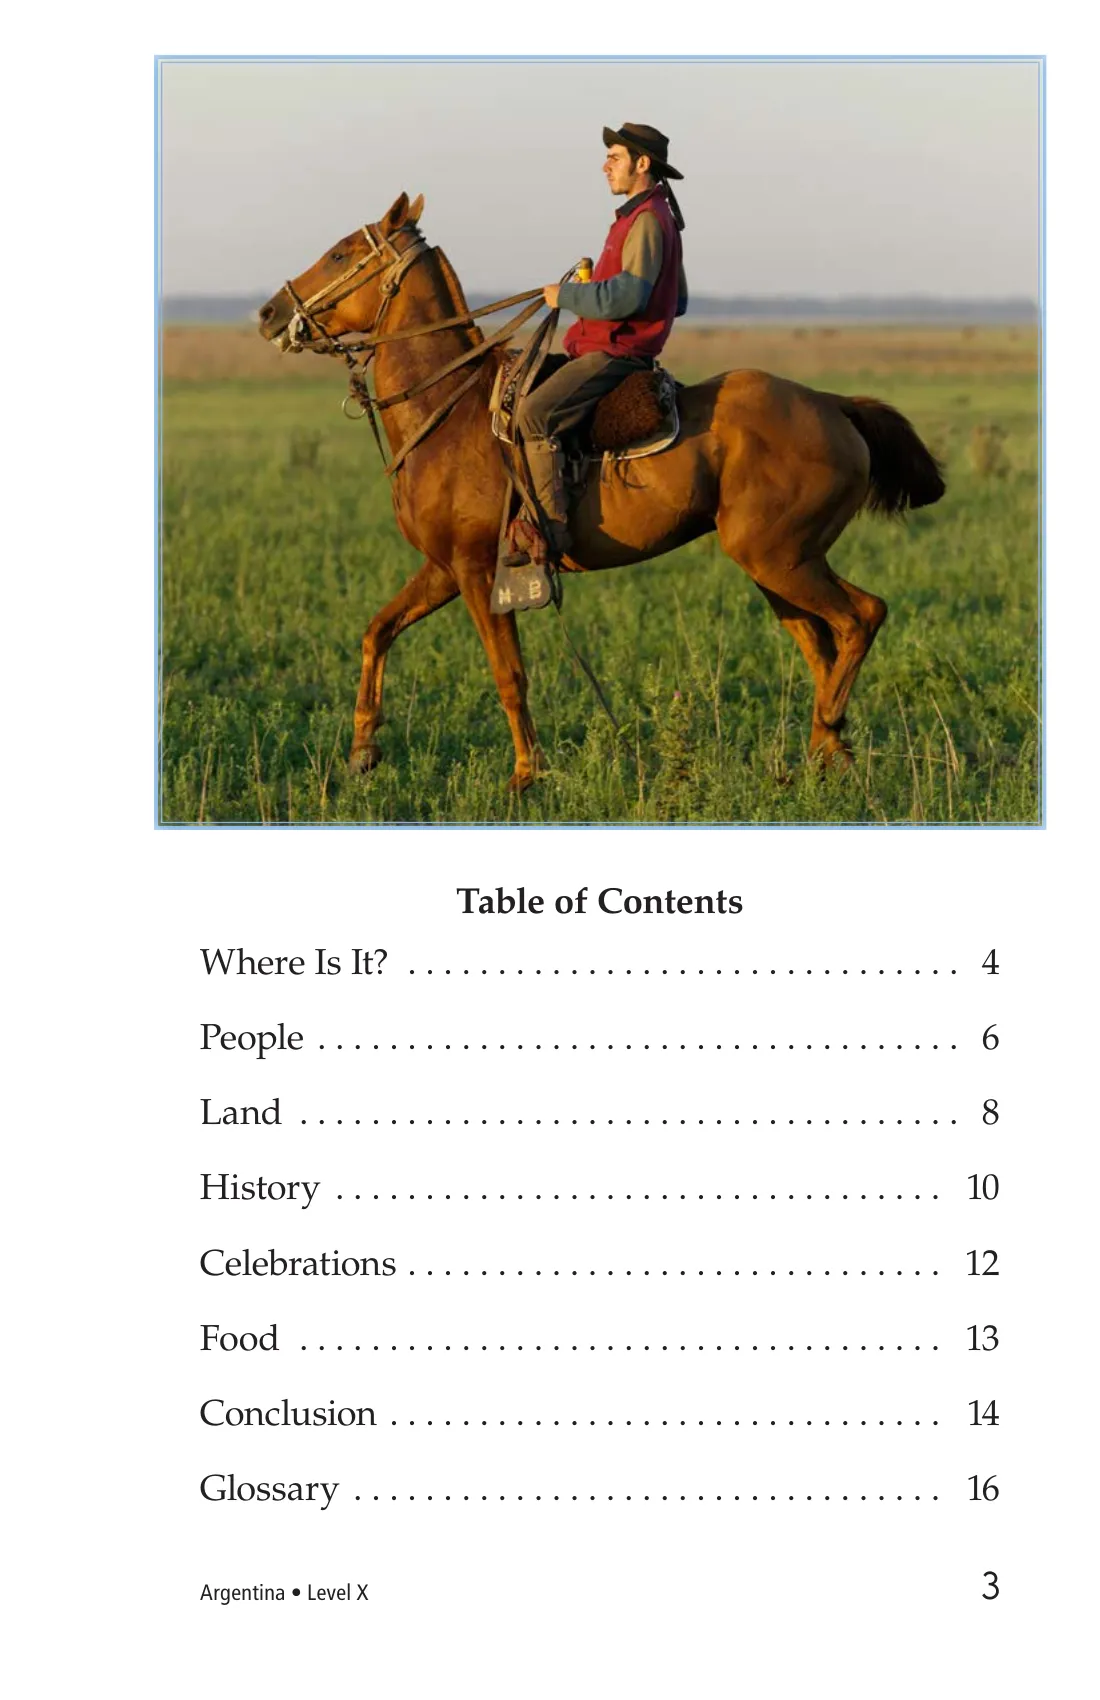 M.B
Table of Contents
Where Is It? . . . . . . . . . . . . . . . . . . . . . . . . . . . . . . . 4
People . . . . . . . . . . . . . . . . . . . . . . . . . . . . . . . . . . . . 6
Land . . . . . . . . . . . . . . . . . . . . . . . . . . . . . . . . . . . . . 8
History . . . . . . . . . . . . . . . . . . . . . . . . . . . . . . . . . . 10
Celebrations . . . . . . . . . . . . . . . . . . . . . . . . . . . . . . 12
Food . . . . . . . . . . . . . . . . . . . . . . . . . . . . . . . . . . . . 13
Conclusion . . . . . . . . . . . . . . . . . . . . . . . . . . . . . . . 14
Glossary . . . . . . . . . . . . . . . . . . . . . . . . . . . . . . . . . 16
Argentina • Level X 3